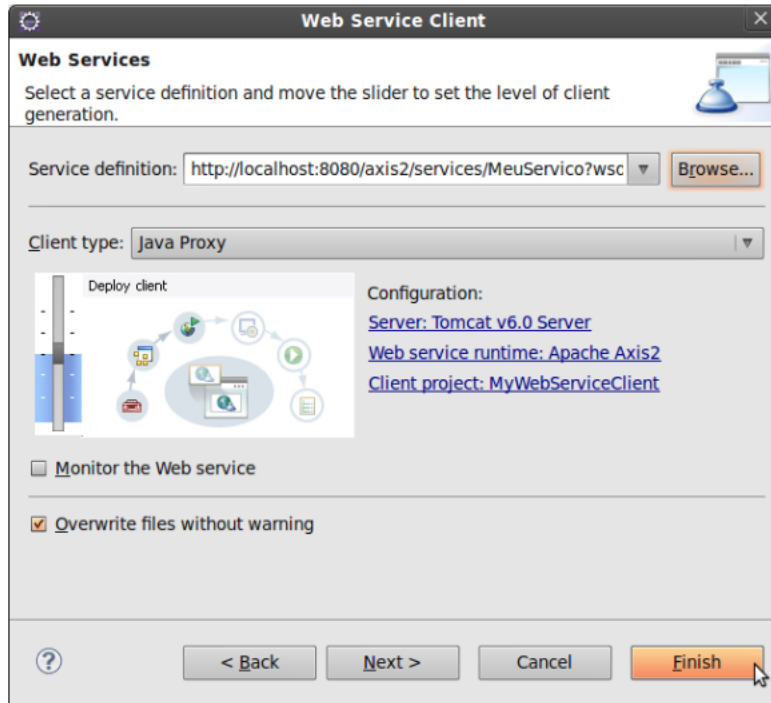 Web Service Client
Web Services
Select a service definition and move the slider to set the level of client
generation.
Service definition: http://localhost:8080/axis2/services/MeuServico?wsd Browse...
Client type: Java Proxy
Deploy client
Configuration:
Server: Tomcat v6.0 Server
Web service runtime: Apache Axis2
Client project: MyWebServiceClient
Monitor the Web service
Overwrite files without warning
? < Back Next > Cancel Finish